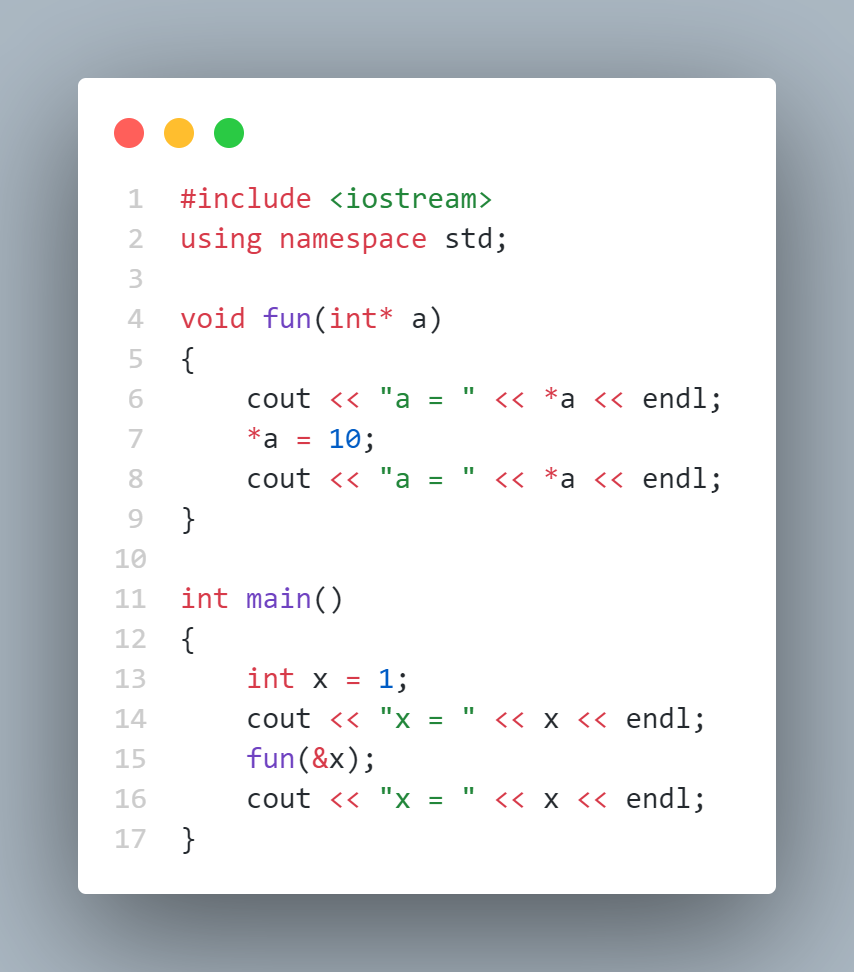 1 #include <iostream>
2 using namespace std;
3
4 void fun(int* a)
5 {
6     cout << "a = " << *a << endl;
7     *a = 10;
8     cout << "a = " << *a << endl;
9 }
10
11 int main()
12 {
13     int x = 1;
14     cout << "x = " << x << endl;
15     fun(&x);
16     cout << "x = " << x << endl;
17 }